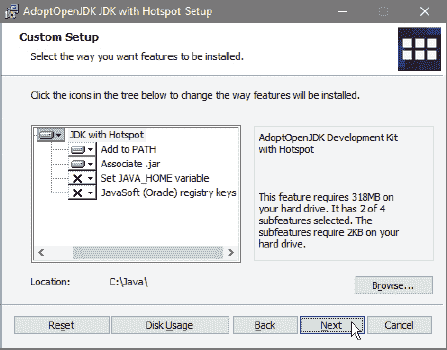 AdoptOpenJDK JDK with Hotspot Setup
Custom Setup
Select the way you want features to be installed.
Click the icons in the tree below to change the way features will be installed.
JDK with Hotspot
Add to PATH
Associate .jar
Set JAVA_HOME variable
JavaSoft (Oracle) registry keys
AdoptOpenJDK Development Kit
with Hotspot
This feature requires 318MB on
your hard drive. It has 2 of 4
subfeatures selected. The
subfeatures require 2KB on your
hard drive.
Location: C:\Java\
Browse...
Reset Disk Usage Back Next Cancel